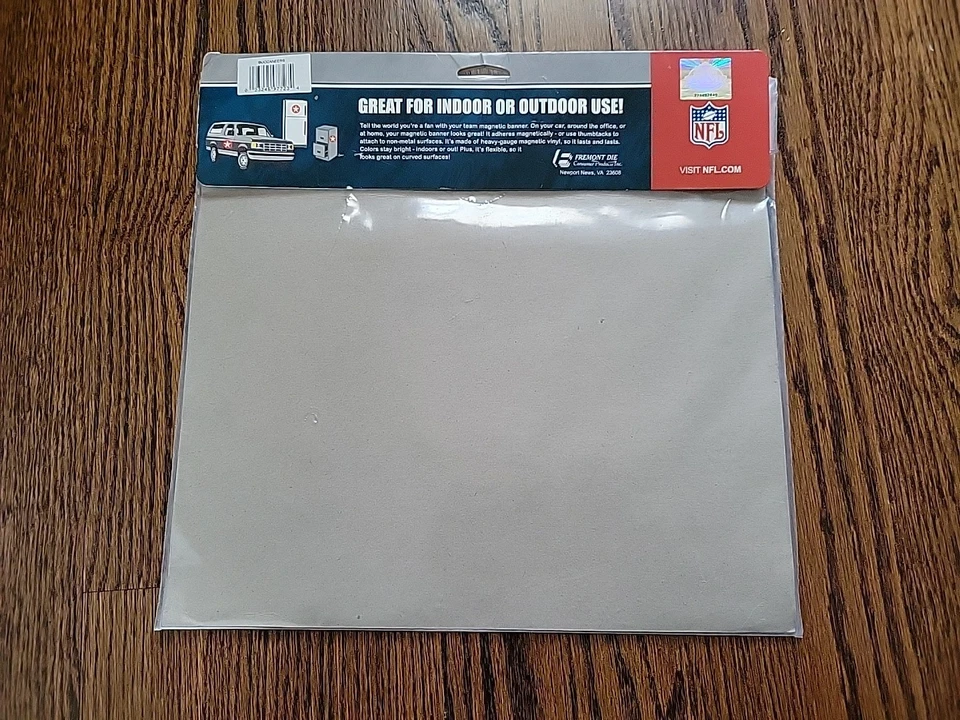 BUCCANEERS
GREAT FOR INDOOR OR OUTDOOR USE!
Tell the world you're a fan with your team magnetic banner. On your car, around the office, or
at home, your magnetic banner looks great! It adheres magnetically - or use thumbtacks to
attach to non-metal surfaces. It's made of heavy-gauge magnetic vinyl, so it lasts and lasts.
Colors stay bright - indoors or out! Plus, it's flexible, so it
looks great on curved surfaces!
FREMONT DIE
Consumer Products, Inc.
Newport News, VA 23608
NFL
VISIT NFL.COM